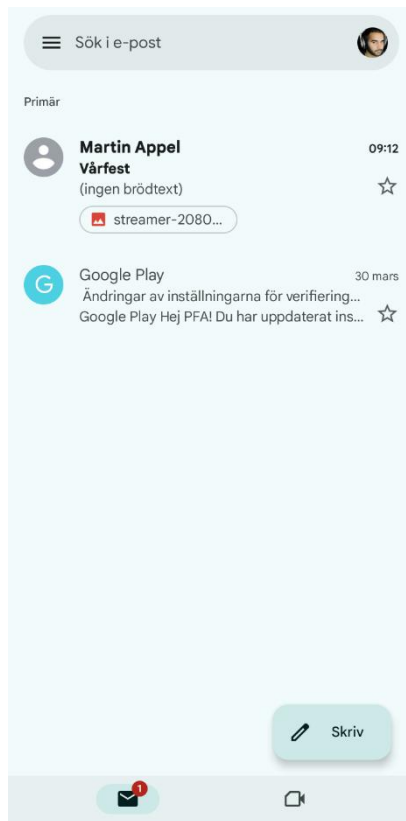 Sök i e-post
Primär
Martin Appel 09:12
Vårfest
(ingen brödtext)
streamer-2080...
G Google Play 30 mars
Ändringar av inställningarna för verifiering...
Google Play Hej PFA! Du har uppdaterat ins...
Skriv
1